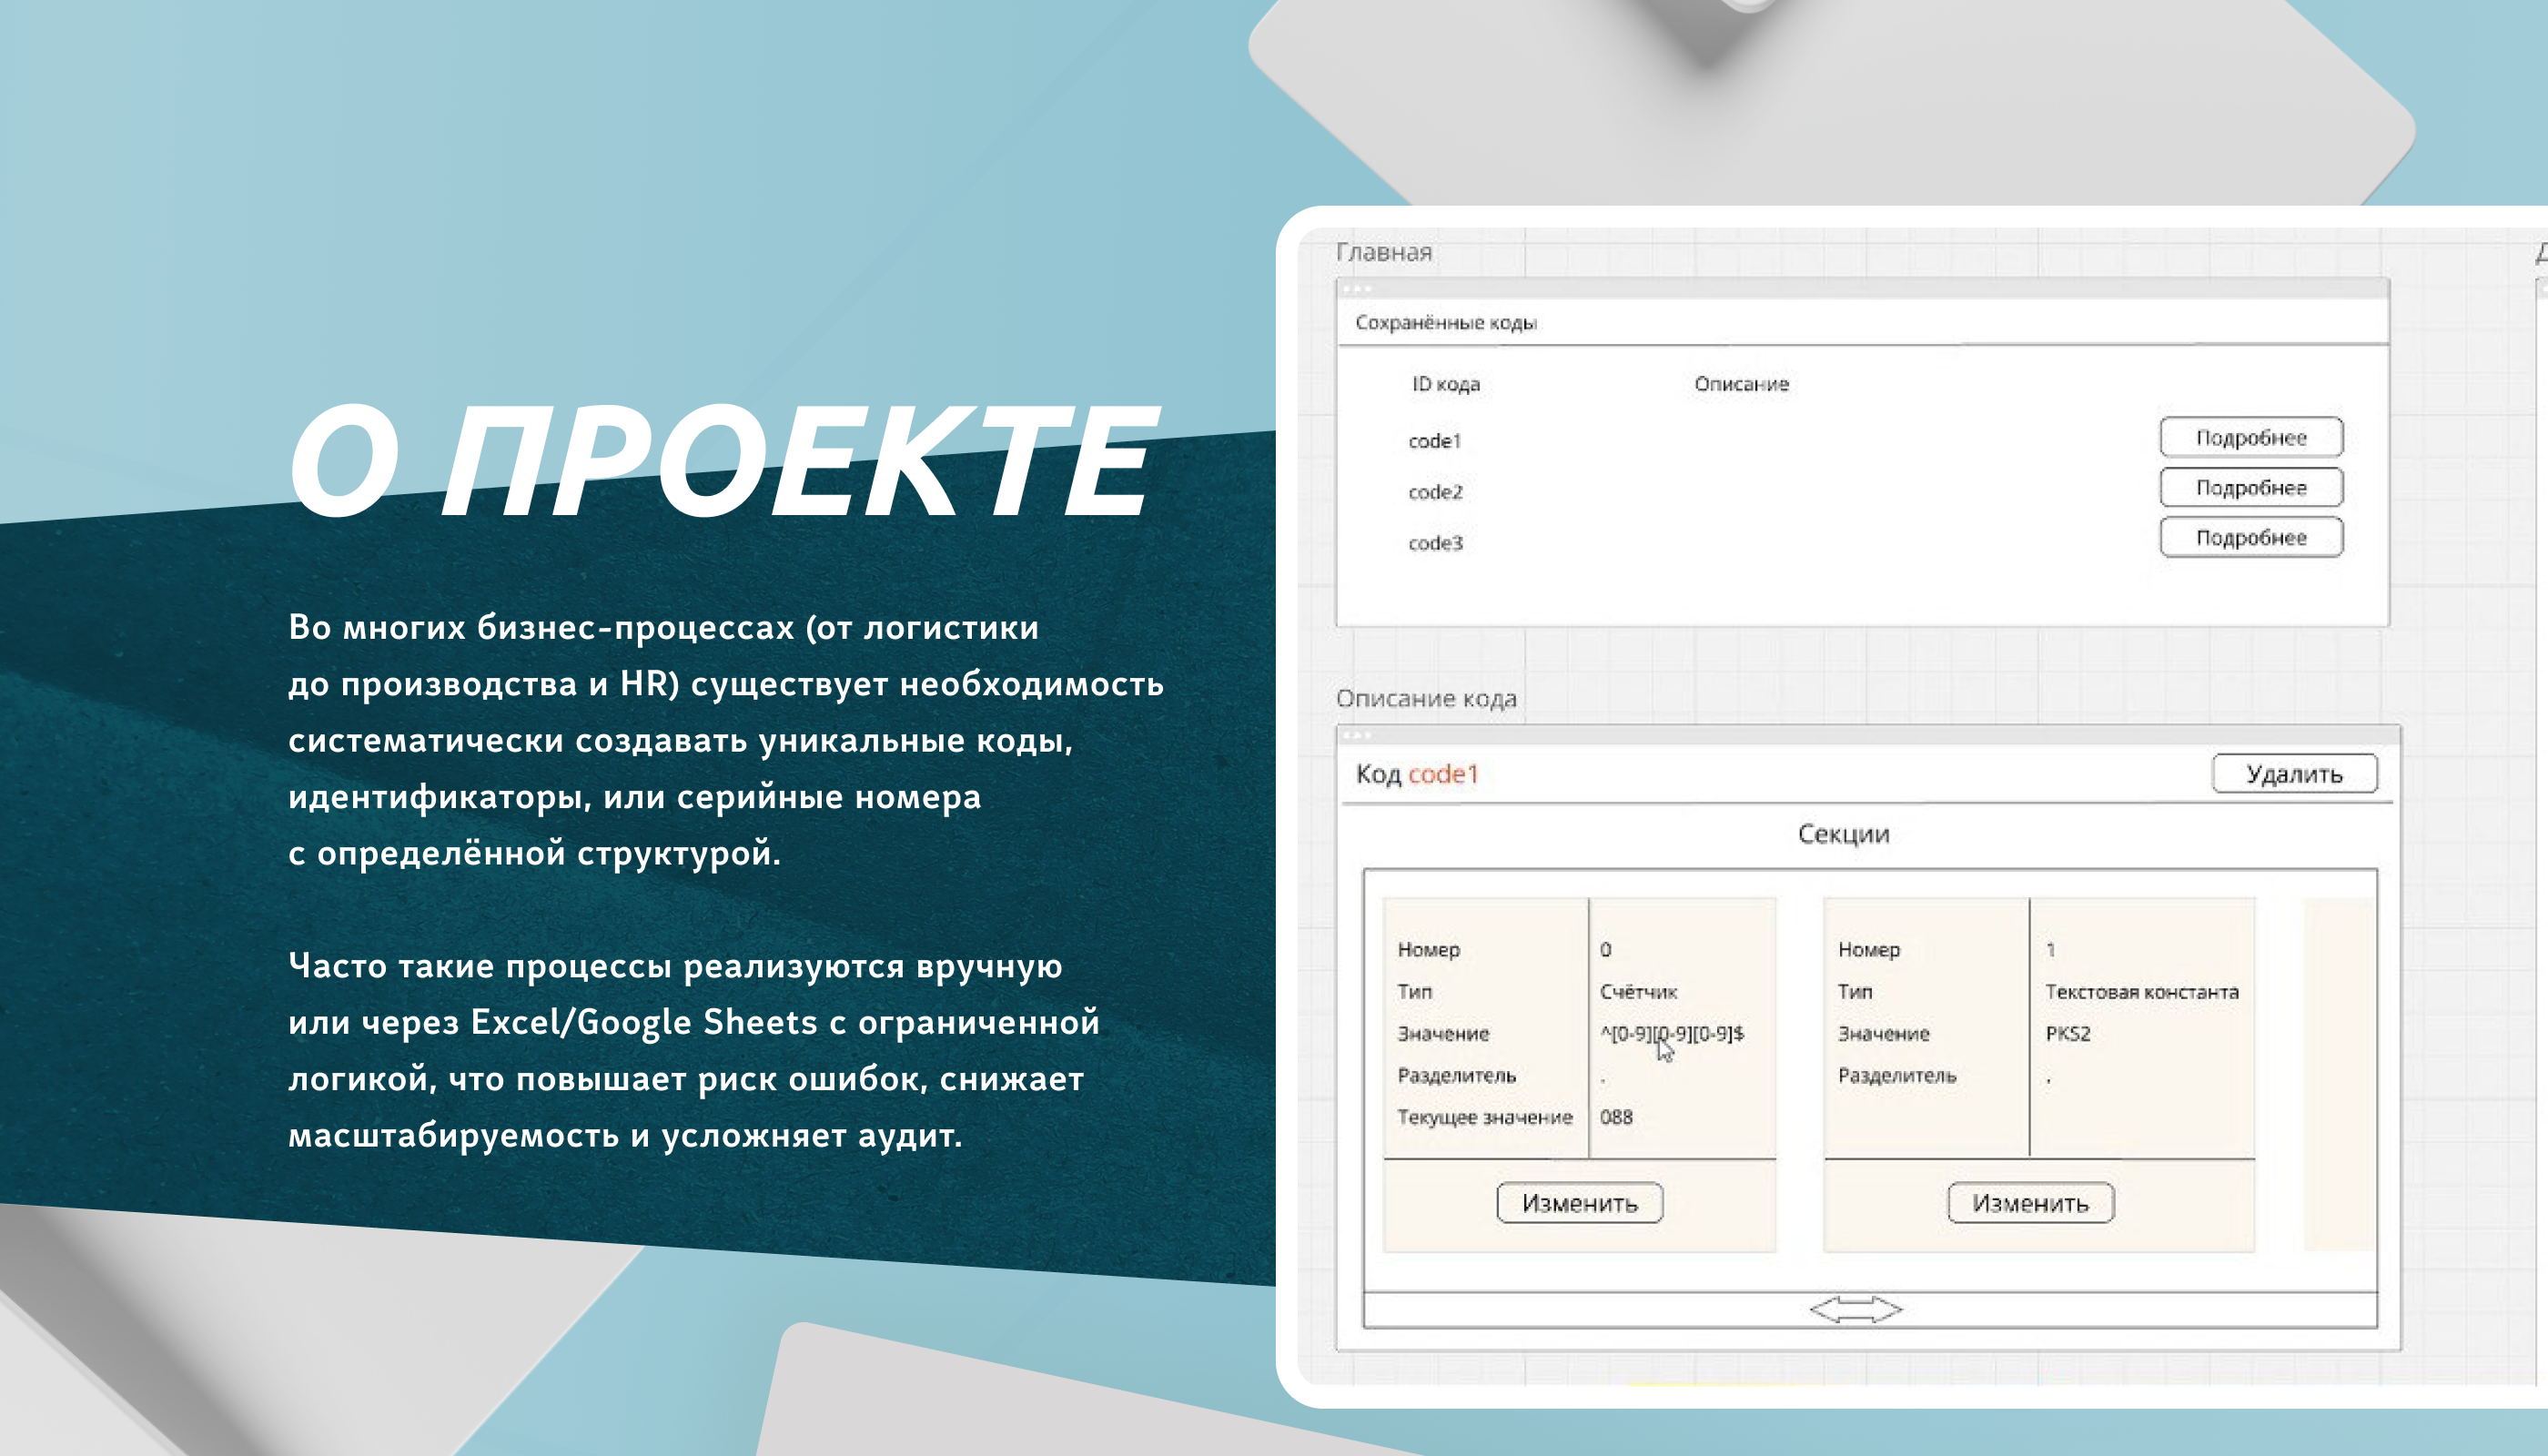 О ПРОЕКТЕ
Во многих бизнес-процессах (от логистики
до производства и HR) существует необходимость
систематически создавать уникальные коды,
идентификаторы, или серийные номера
с определённой структурой.
Часто такие процессы реализуются вручную
или через Excel/Google Sheets с ограниченной
логикой, что повышает риск ошибок, снижает
масштабируемость и усложняет аудит.
Главная
Сохранённые коды
ID кода Описание
code1 Подробнее
code2 Подробнее
code3 Подробнее
Описание кода
Код code1 Удалить
Секции
Номер 0
Тип Счётчик
Значение ^[0-9][0-9][0-9]$
Разделитель .
Текущее значение 088
Изменить
Номер 1
Тип Текстовая константа
Значение PKS2
Разделитель .
Изменить